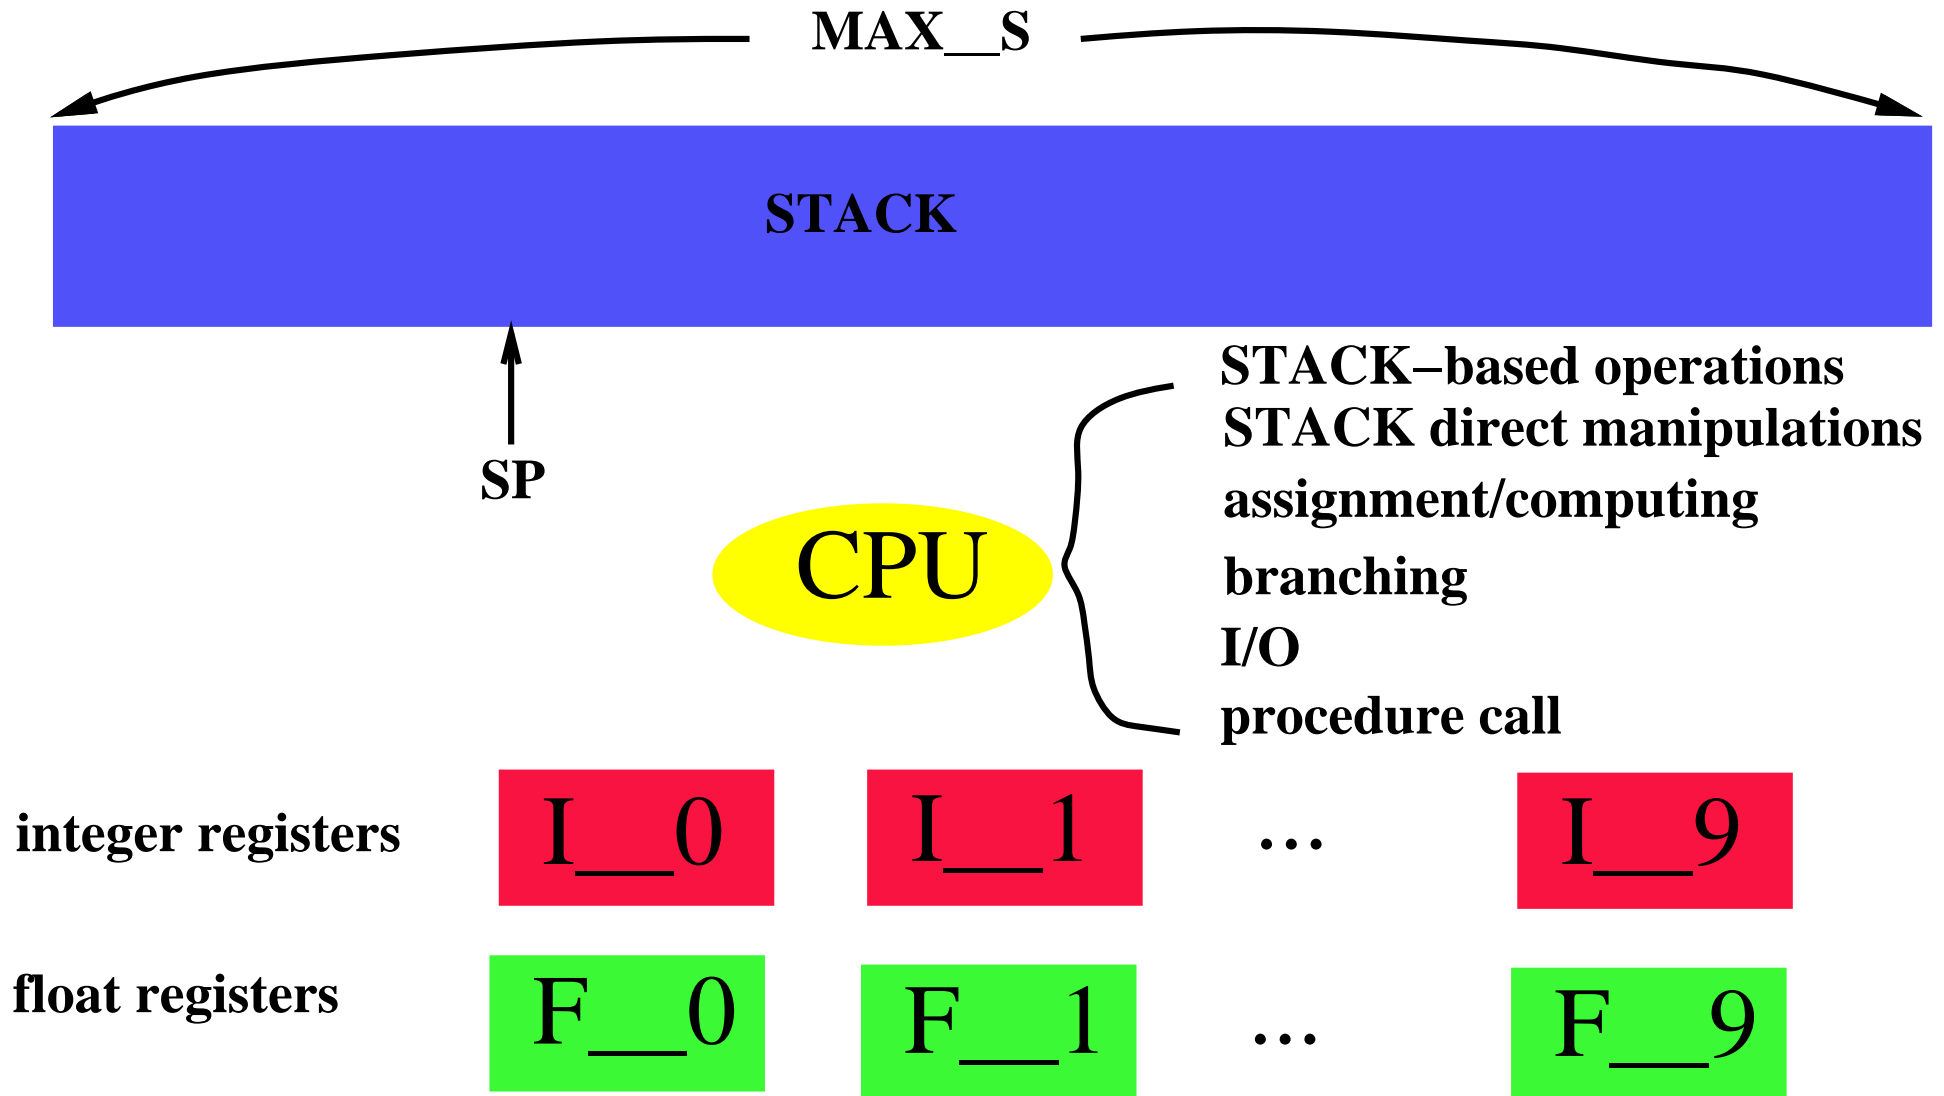 MAX__S
STACK
SP
STACK–based operations
STACK direct manipulations
assignment/computing
branching
I/O
procedure call
CPU
integer registers I__0 I__1 ... I__9
float registers F__0 F__1 ... F__9